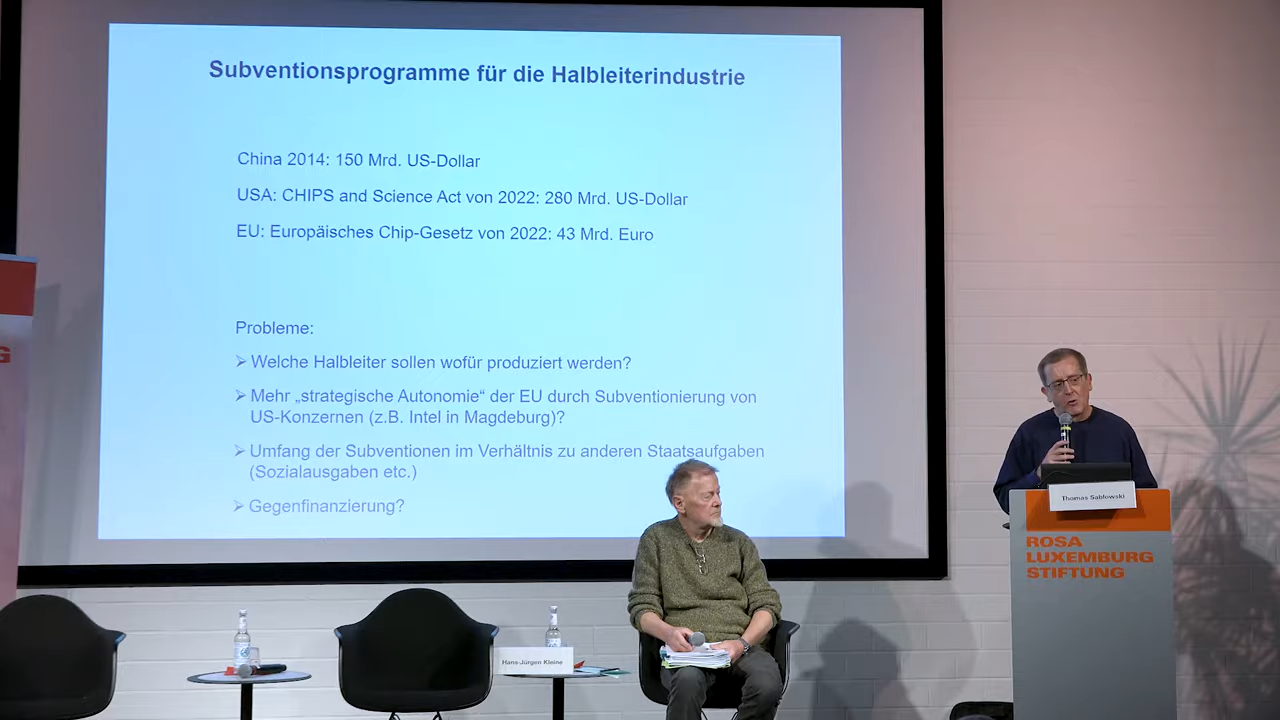 Subventionsprogramme für die Halbleiterindustrie
China 2014: 150 Mrd. US-Dollar
USA: CHIPS and Science Act von 2022: 280 Mrd. US-Dollar
EU: Europäisches Chip-Gesetz von 2022: 43 Mrd. Euro
Probleme:
➢ Welche Halbleiter sollen wofür produziert werden?
➢ Mehr „strategische Autonomie“ der EU durch Subventionierung von
US-Konzernen (z.B. Intel in Magdeburg)?
➢ Umfang der Subventionen im Verhältnis zu anderen Staatsaufgaben
(Sozialausgaben etc.)
➢ Gegenfinanzierung?
G
Hans-Jürgen Kleine
Thomas Sablowski
ROSA
LUXEMBURG
STIFTUNG